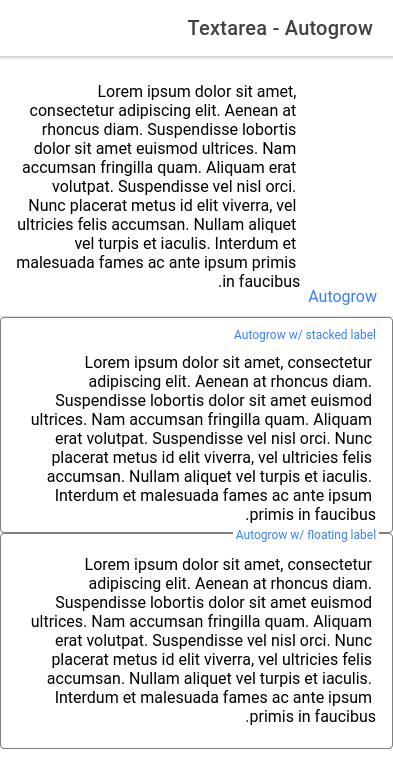 Textarea - Autogrow
Lorem ipsum dolor sit amet,
consectetur adipiscing elit. Aenean at
rhoncus diam. Suspendisse lobortis
dolor sit amet euismod ultrices. Nam
accumsan fringilla quam. Aliquam erat
volutpat. Suspendisse vel nisl orci.
Nunc placerat metus id elit viverra, vel
ultricies felis accumsan. Nullam aliquet
vel turpis et iaculis. Interdum et
malesuada fames ac ante ipsum primis
.in faucibus
Autogrow
Autogrow w/ stacked label
Lorem ipsum dolor sit amet, consectetur
adipiscing elit. Aenean at rhoncus diam.
Suspendisse lobortis dolor sit amet euismod
ultrices. Nam accumsan fringilla quam. Aliquam
erat volutpat. Suspendisse vel nisl orci. Nunc
placerat metus id elit viverra, vel ultricies felis
accumsan. Nullam aliquet vel turpis et iaculis.
Interdum et malesuada fames ac ante ipsum
.primis in faucibus
Autogrow w/ floating label
Lorem ipsum dolor sit amet, consectetur
adipiscing elit. Aenean at rhoncus diam.
Suspendisse lobortis dolor sit amet euismod
ultrices. Nam accumsan fringilla quam. Aliquam
erat volutpat. Suspendisse vel nisl orci. Nunc
placerat metus id elit viverra, vel ultricies felis
accumsan. Nullam aliquet vel turpis et iaculis.
Interdum et malesuada fames ac ante ipsum
.primis in faucibus